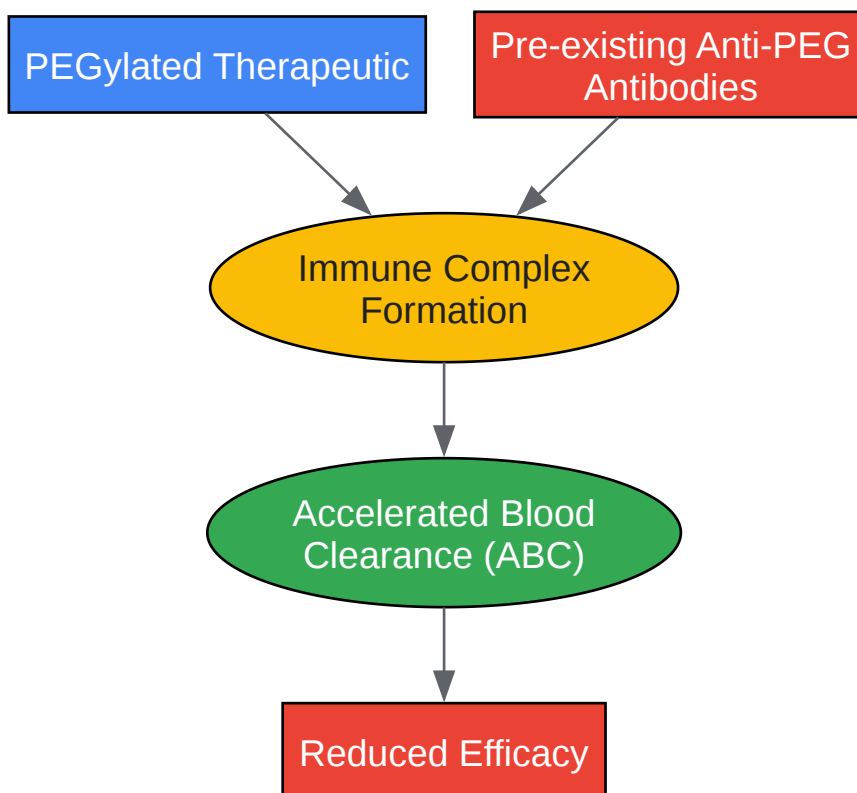 PEGylated Therapeutic
Pre-existing Anti-PEG
Antibodies
Immune Complex
Formation
Accelerated Blood
Clearance (ABC)
Reduced Efficacy